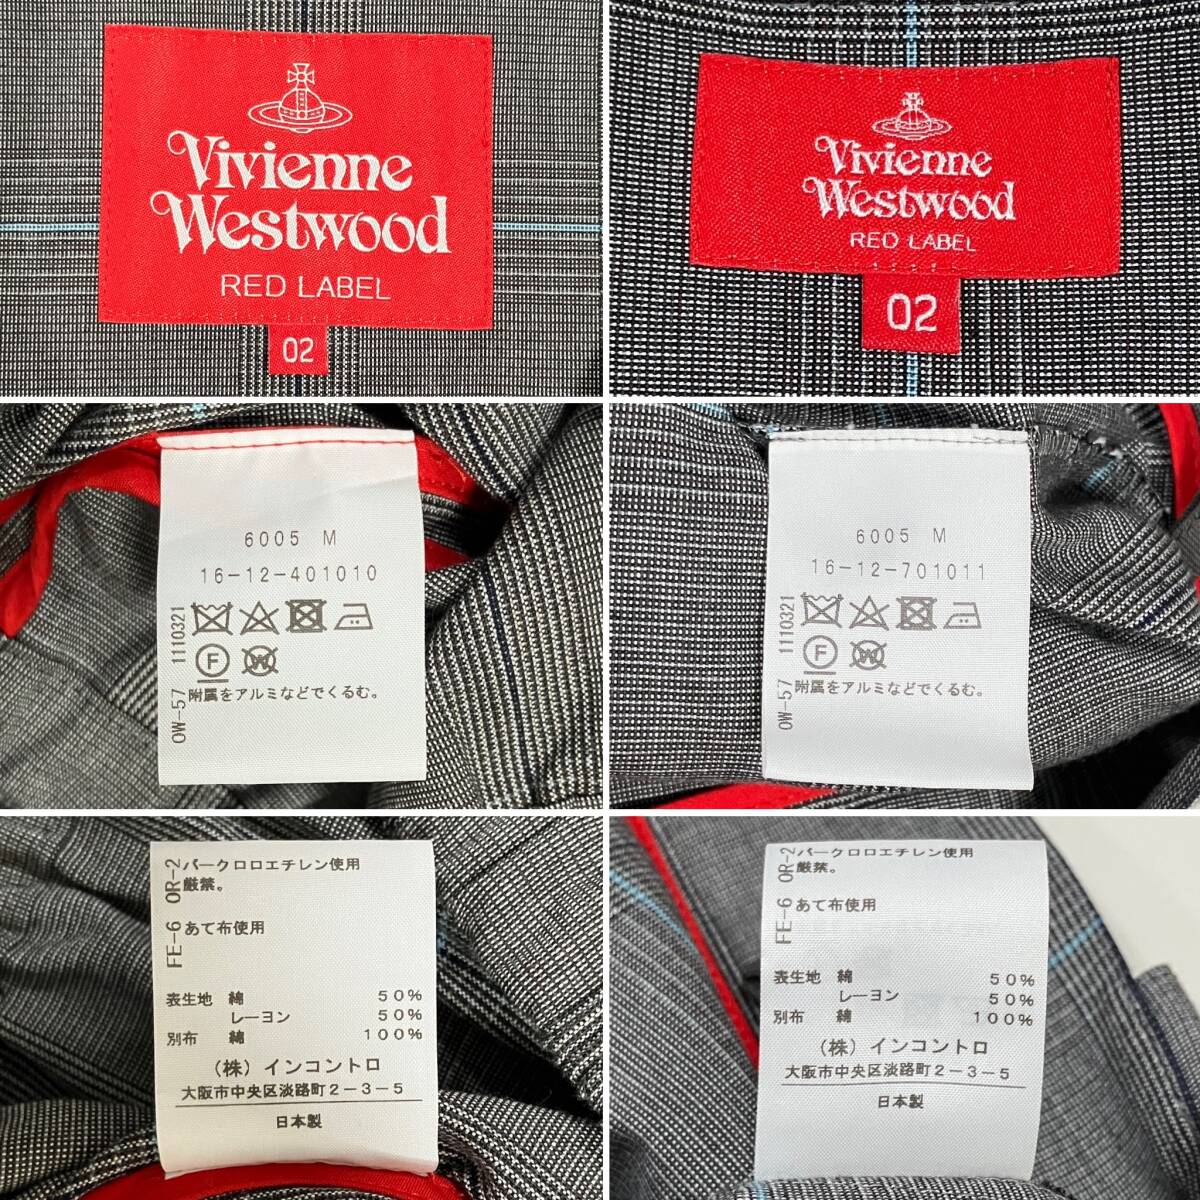 Vivienne
Westwood
RED LABEL
02
Vivienne
Westwood
RED LABEL
02
6005 M
16-12-401010
OW-57 1110321
F
W
附属をアルミなどでくるむ。
6005 M
16-12-701011
OW-57 1110321
F
W
附属をアルミなどでくるむ。
FE-6 OR-2
パークロロエチレン使用
厳禁。
あて布使用
表生地 綿 50%
レーヨン 50%
別布 綿 100%
(株)インコントロ
大阪市中央区淡路町2-3-5
日本製
FE-6 OR-2
パークロロエチレン使用
厳禁。
あて布使用
表生地 綿 50%
レーヨン 50%
別布 綿 100%
(株)インコントロ
大阪市中央区淡路町2-3-5
日本製